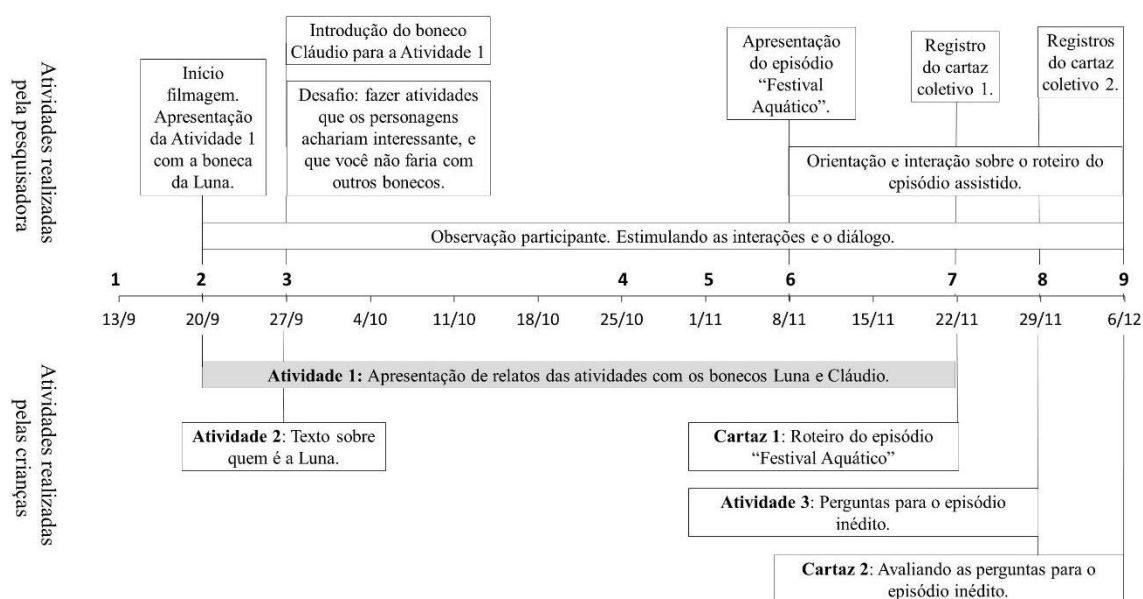 Atividades realizadas
pela pesquisadora
Início
filmagem.
Apresentação
da Atividade 1
com a boneca
da Luna.
Introdução do boneco
Cláudio para a Atividade 1
Desafio: fazer atividades
que os personagens
achariam interessante, e
que você não faria com
outros bonecos.
Apresentação
do episódio
“Festival
Aquático”.
Registro
do cartaz
coletivo 1.
Registros
do cartaz
coletivo 2.
Orientação e interação sobre o roteiro do
episódio assistido.
Observação participante. Estimulando as interações e o diálogo.
1 2 3 4 5 6 7 8 9
13/9 20/9 27/9 4/10 11/10 18/10 25/10 1/11 8/11 15/11 22/11 29/11 6/12
Atividades realizadas
pelas crianças
Atividade 1: Apresentação de relatos das atividades com os bonecos Luna e Cláudio.
Atividade 2: Texto sobre
quem é a Luna.
Cartaz 1: Roteiro do episódio
“Festival Aquático”
Atividade 3: Perguntas para o episódio
inédito.
Cartaz 2: Avaliando as perguntas para o
episódio inédito.